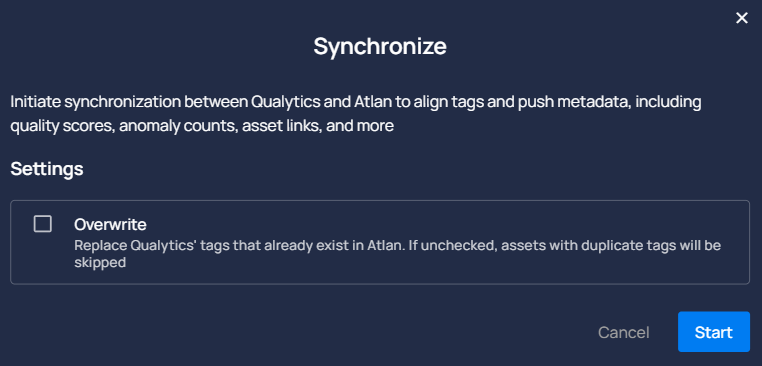 Synchronize
Initiate synchronization between Qualytics and Atlan to align tags and push metadata, including
quality scores, anomaly counts, asset links, and more
Settings
Overwrite
Replace Qualytics' tags that already exist in Atlan. If unchecked, assets with duplicate tags will be
skipped
Cancel
Start